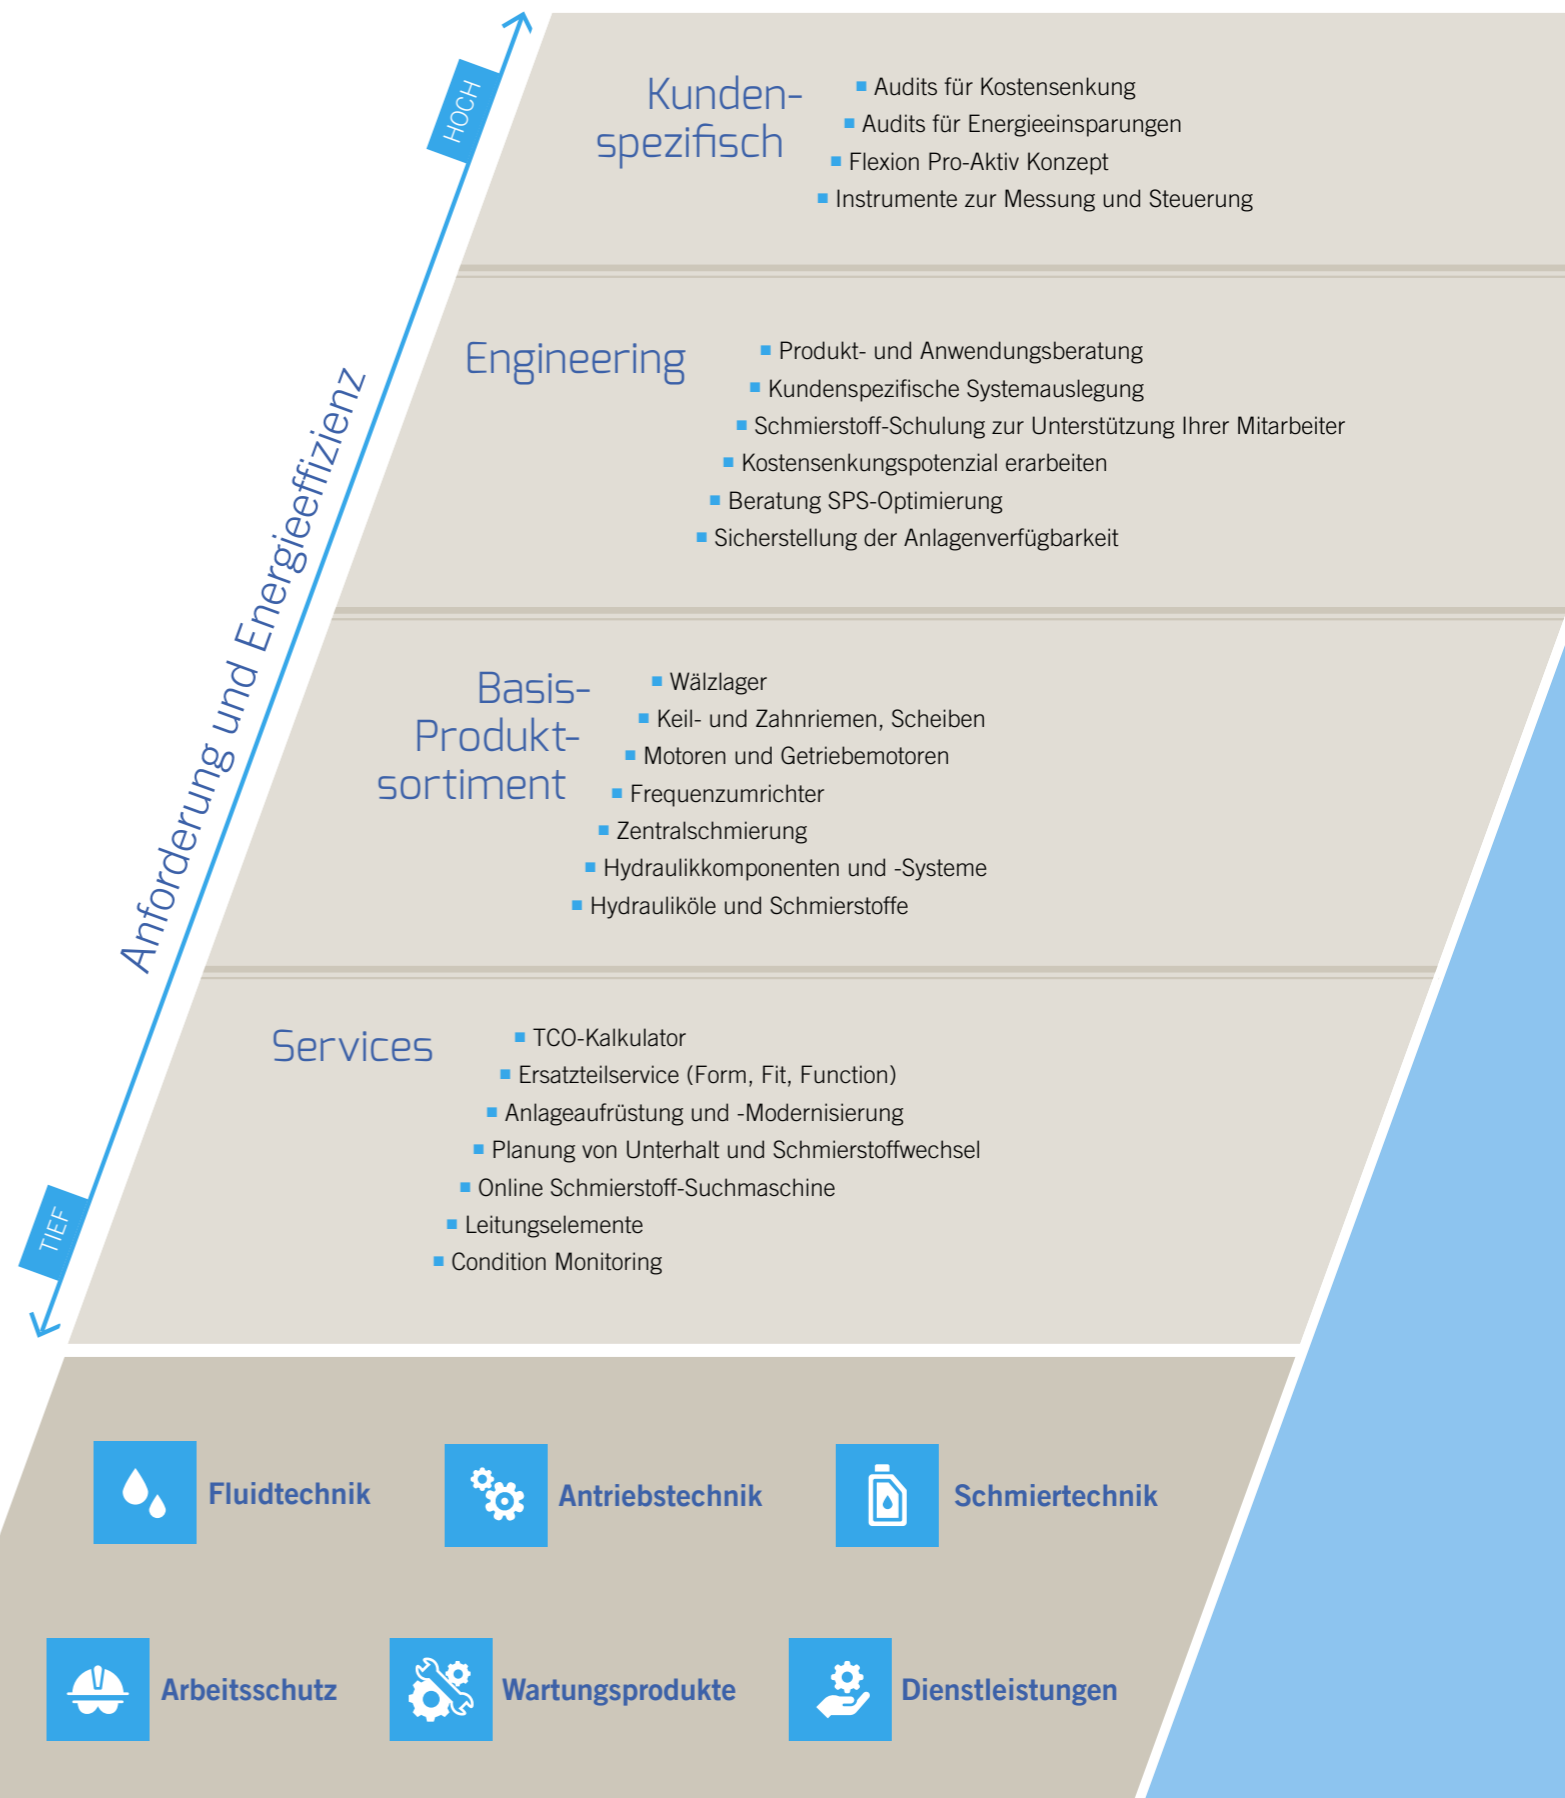 HOCH
Anforderung und Energieeffizienz
TIEF
Kunden-
spezifisch
Audits für Kostensenkung
Audits für Energieeinsparungen
Flexion Pro-Aktiv Konzept
Instrumente zur Messung und Steuerung
Engineering
Produkt- und Anwendungsberatung
Kundenspezifische Systemauslegung
Schmierstoff-Schulung zur Unterstützung Ihrer Mitarbeiter
Kostensenkungspotenzial erarbeiten
Beratung SPS-Optimierung
Sicherstellung der Anlagenverfügbarkeit
Basis-
Produkt-
sortiment
Wälzlager
Keil- und Zahnriemen, Scheiben
Motoren und Getriebemotoren
Frequenzumrichter
Zentralschmierung
Hydraulikkomponenten und -Systeme
Hydrauliköle und Schmierstoffe
Services
TCO-Kalkulator
Ersatzteilservice (Form, Fit, Function)
Anlageaufrüstung und -Modernisierung
Planung von Unterhalt und Schmierstoffwechsel
Online Schmierstoff-Suchmaschine
Leitungselemente
Condition Monitoring
Fluidtechnik
Antriebstechnik
Schmiertechnik
Arbeitsschutz
Wartungsprodukte
Dienstleistungen